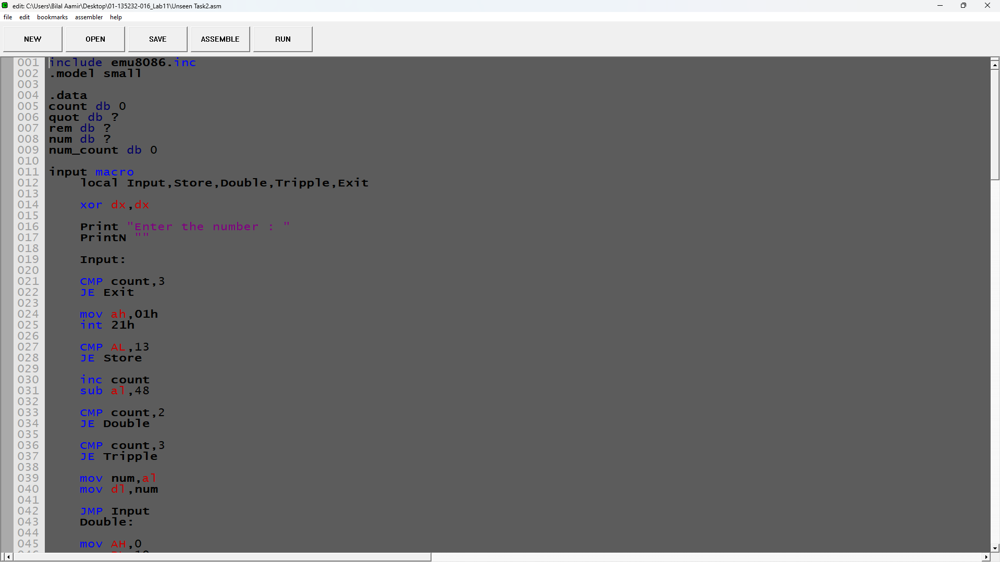 edit: C:\Users\Bilal Aamir\Desktop\01-135232-016_Lab11\Unseen Task2.asm
file edit bookmarks assembler help
NEW OPEN SAVE ASSEMBLE RUN
001 include emu8086.inc
002 .model small
003
004 .data
005 count db 0
006 quot db ?
007 rem db ?
008 num db ?
009 num_count db 0
010
011 input macro
012     local Input,Store,Double,Tripple,Exit
013
014     xor dx,dx
015
016     Print "Enter the number : "
017     PrintN ""
018
019     Input:
020
021     CMP count,3
022     JE Exit
023
024     mov ah,01h
025     int 21h
026
027     CMP AL,13
028     JE Store
029
030     inc count
031     sub al,48
032
033     CMP count,2
034     JE Double
035
036     CMP count,3
037     JE Tripple
038
039     mov num,al
040     mov dl,num
041
042     JMP Input
043     Double:
044
045     mov AH,0